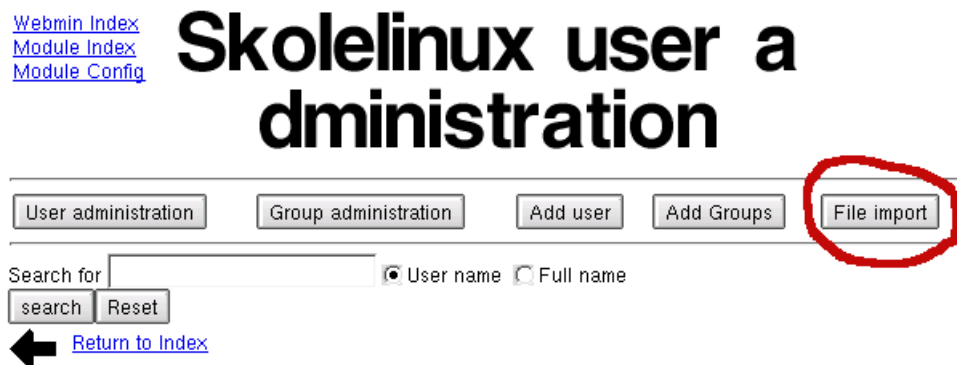 Webmin Index
Module Index
Module Config
Skolelinux user a
dministration
User administration Group administration Add user Add Groups File import
Search for User name Full name
search Reset
Return to Index